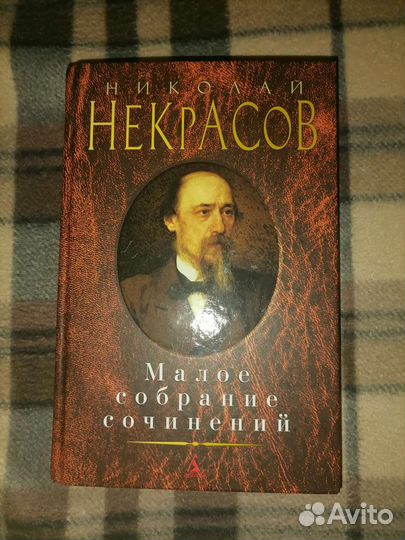 НИКОЛАЙ
НЕКРАСОВ
Малое
собрание
сочинений
А
Avito